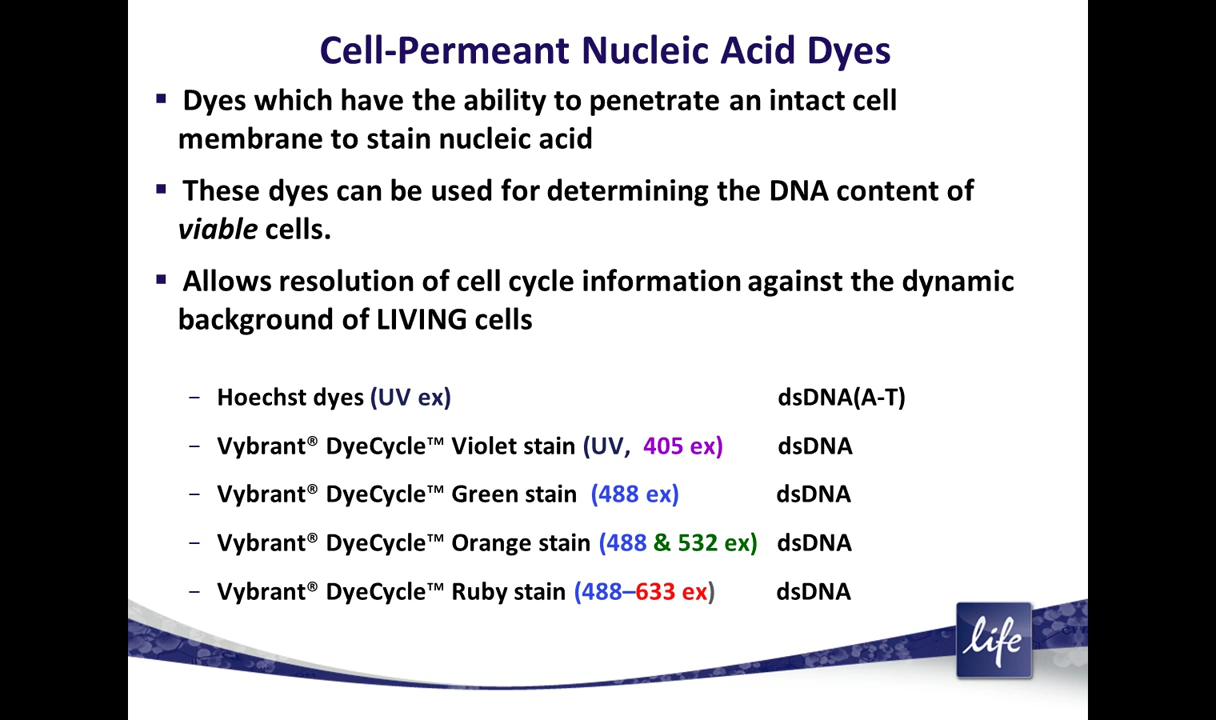 Cell-Permeant Nucleic Acid Dyes
▪ Dyes which have the ability to penetrate an intact cell
membrane to stain nucleic acid
▪ These dyes can be used for determining the DNA content of
viable cells.
▪ Allows resolution of cell cycle information against the dynamic
background of LIVING cells
– Hoechst dyes (UV ex) dsDNA(A-T)
– Vybrant® DyeCycle™ Violet stain (UV, 405 ex) dsDNA
– Vybrant® DyeCycle™ Green stain (488 ex) dsDNA
– Vybrant® DyeCycle™ Orange stain (488 & 532 ex) dsDNA
– Vybrant® DyeCycle™ Ruby stain (488–633 ex) dsDNA
life